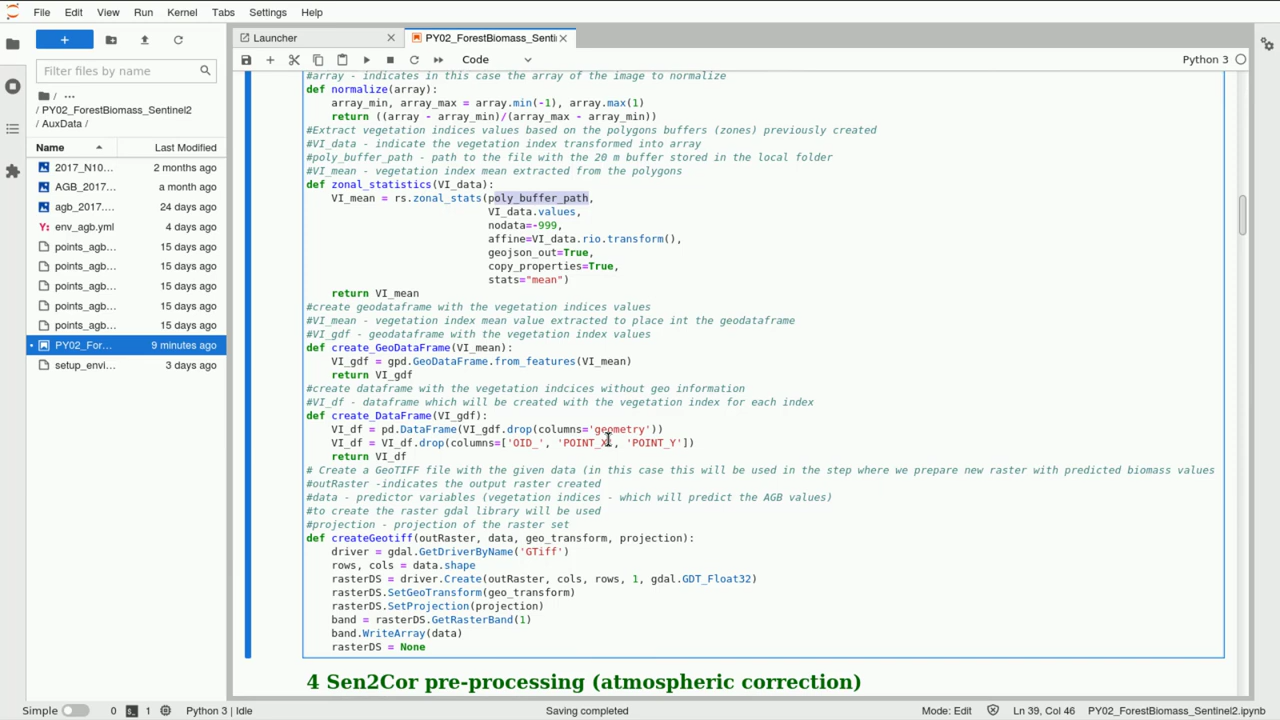 File Edit View Run Kernel Tabs Settings Help
Launcher
PY02_ForestBiomass_Senti
Code
Python 3
Filter files by name
/ ...
/ PY02_ForestBiomass_Sentinel2
/ AuxData /
Name Last Modified
2017_N10... 2 months ago
AGB_2017... a month ago
agb_2017.... 24 days ago
env_agb.yml 4 days ago
points_agb... 15 days ago
points_agb... 15 days ago
points_agb... 15 days ago
points_agb... 15 days ago
points_agb... 15 days ago
PY02_For... 9 minutes ago
setup_envi... 3 days ago
#array - indicates in this case the array of the image to normalize
def normalize(array):
array_min, array_max = array.min(-1), array.max(1)
return ((array - array_min)/(array_max - array_min))
#Extract vegetation indices values based on the polygons buffers (zones) previously created
#VI_data - indicate the vegetation index transformed into array
#poly_buffer_path - path to the file with the 20 m buffer stored in the local folder
#VI_mean - vegetation index mean extracted from the polygons
def zonal_statistics(VI_data):
VI_mean = rs.zonal_stats(poly_buffer_path,
VI_data.values,
nodata=-999,
affine=VI_data.rio.transform(),
geojson_out=True,
copy_properties=True,
stats="mean")
return VI_mean
#create geodataframe with the vegetation indices values
#VI_mean - vegetation index mean value extracted to place int the geodataframe
#VI_gdf - geodataframe with the vegetation index values
def create_GeoDataFrame(VI_mean):
VI_gdf = gpd.GeoDataFrame.from_features(VI_mean)
return VI_gdf
#create dataframe with the vegetation indcices without geo information
#VI_df - dataframe which will be created with the vegetation index for each index
def create_DataFrame(VI_gdf):
VI_df = pd.DataFrame(VI_gdf.drop(columns='geometry'))
VI_df = VI_df.drop(columns=['OID_', 'POINT_X', 'POINT_Y'])
return VI_df
# Create a GeoTIFF file with the given data (in this case this will be used in the step where we prepare new raster with predicted biomass values
#outRaster -indicates the output raster created
#data - predictor variables (vegetation indices - which will predict the AGB values)
#to create the raster gdal library will be used
#projection - projection of the raster set
def createGeotiff(outRaster, data, geo_transform, projection):
driver = gdal.GetDriverByName('GTiff')
rows, cols = data.shape
rasterDS = driver.Create(outRaster, cols, rows, 1, gdal.GDT_Float32)
rasterDS.SetGeoTransform(geo_transform)
rasterDS.SetProjection(projection)
band = rasterDS.GetRasterBand(1)
band.WriteArray(data)
rasterDS = None
4 Sen2Cor pre-processing (atmospheric correction)
Simple 0 1 Python 3 | Idle Saving completed Mode: Edit Ln 39, Col 46 PY02_ForestBiomass_Sentinel2.ipynb